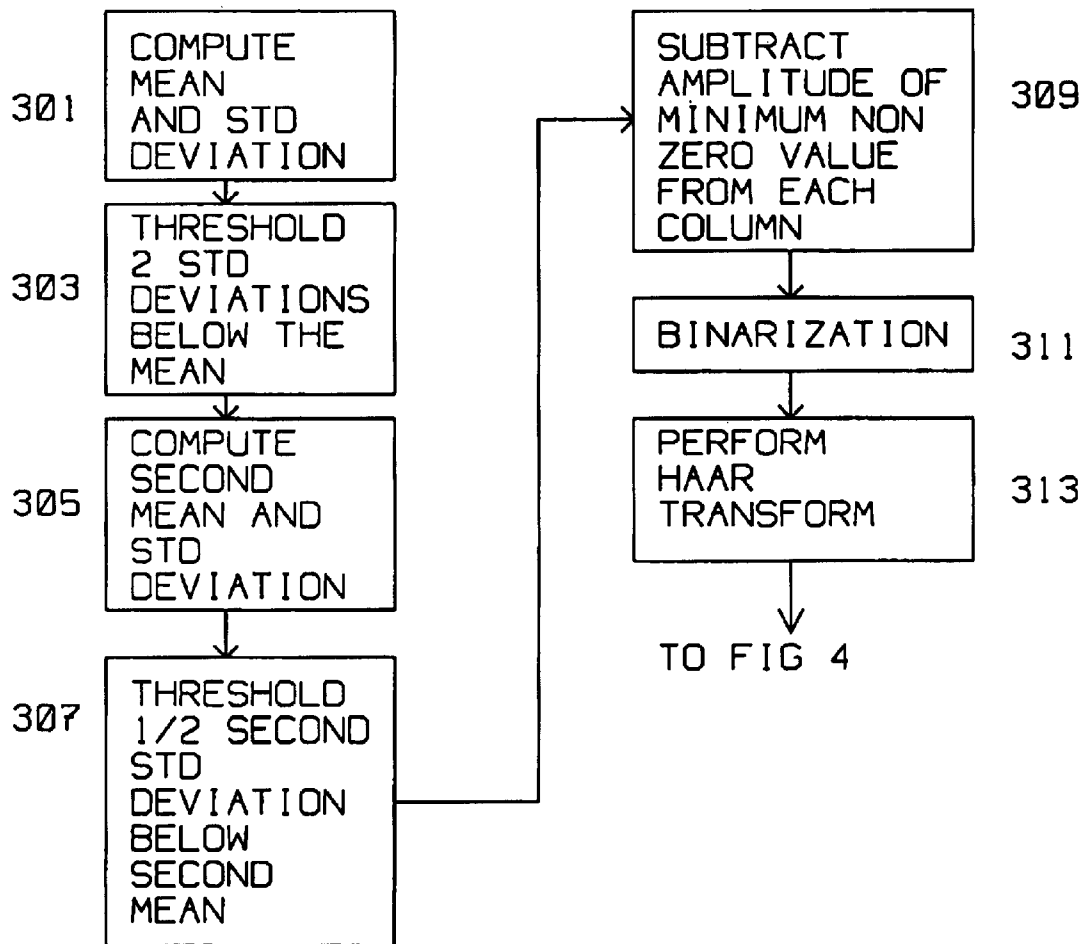 301
COMPUTE
MEAN
AND STD
DEVIATION
303
THRESHOLD
2 STD
DEVIATIONS
BELOW THE
MEAN
305
COMPUTE
SECOND
MEAN AND
STD
DEVIATION
307
THRESHOLD
1/2 SECOND
STD
DEVIATION
BELOW
SECOND
MEAN
SUBTRACT
AMPLITUDE OF
MINIMUM NON
ZERO VALUE
FROM EACH
COLUMN
309
BINARIZATION
311
PERFORM
HAAR
TRANSFORM
313
TO FIG 4